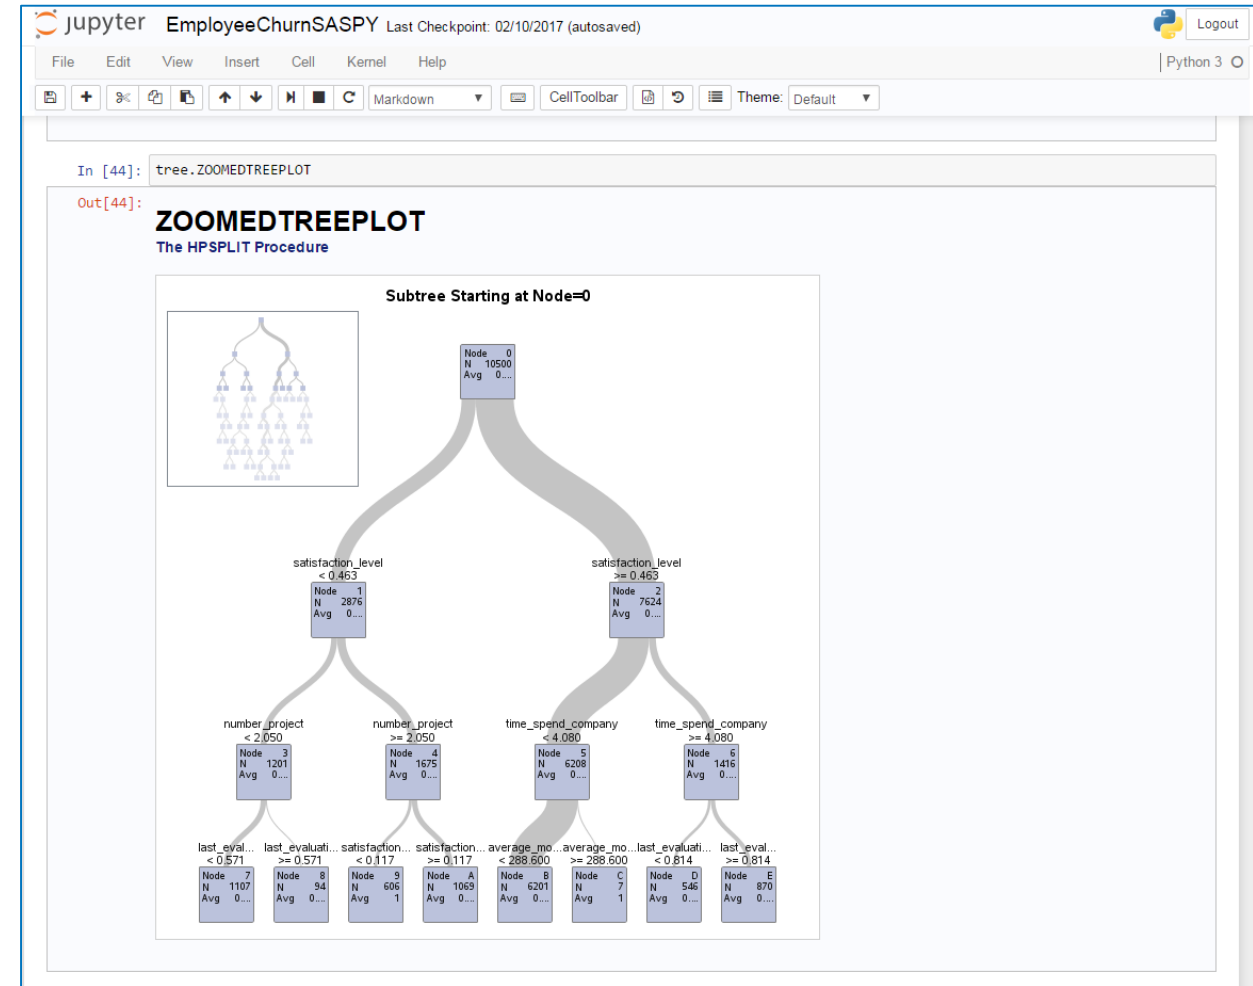 jupyter EmployeeChurnSASPY Last Checkpoint: 02/10/2017 (autosaved)
Logout
File Edit View Insert Cell Kernel Help
Python 3
Markdown
CellToolbar
Theme: Default
In [44]: tree.ZOOMEDTREEPLOT
Out[44]:
ZOOMEDTREEPLOT
The HPSPLIT Procedure
Subtree Starting at Node=0
Node 0
N 10500
Avg 0....
satisfaction_level
< 0.463
Node 1
N 2876
Avg 0....
satisfaction_level
>= 0.463
Node 2
N 7624
Avg 0....
number_project
< 2.050
Node 3
N 1201
Avg 0....
number_project
>= 2.050
Node 4
N 1675
Avg 0....
time_spend_company
< 4.080
Node 5
N 6208
Avg 0....
time_spend_company
>= 4.080
Node 6
N 1416
Avg 0....
last_eval...
< 0.571
Node 7
N 1107
Avg 0....
last_evaluati...
>= 0.571
Node 8
N 94
Avg 0....
satisfaction...
< 0.117
Node 9
N 606
Avg 1
satisfaction...
>= 0.117
Node A
N 1069
Avg 0....
average_mo...
< 288.600
Node B
N 6201
Avg 0....
average_mo...
>= 288.600
Node C
N 7
Avg 1
last_evaluati...
< 0.814
Node D
N 546
Avg 0....
last_eval...
>= 0.814
Node E
N 870
Avg 0....